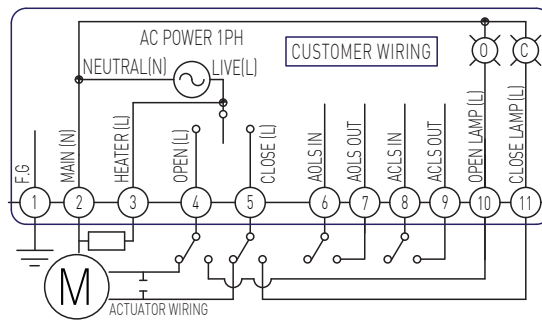 AC POWER 1PH
CUSTOMER WIRING
O
C
NEUTRAL(N)
LIVE(L)
F.G
MAIN (N)
HEATER (L)
OPEN (L)
CLOSE (L)
AOLS IN
AOLS OUT
ACLS IN
ACLS OUT
OPEN LAMP (L)
CLOSE LAMP (L)
1 2 3 4 5 6 7 8 9 10 11
M
ACTUATOR WIRING